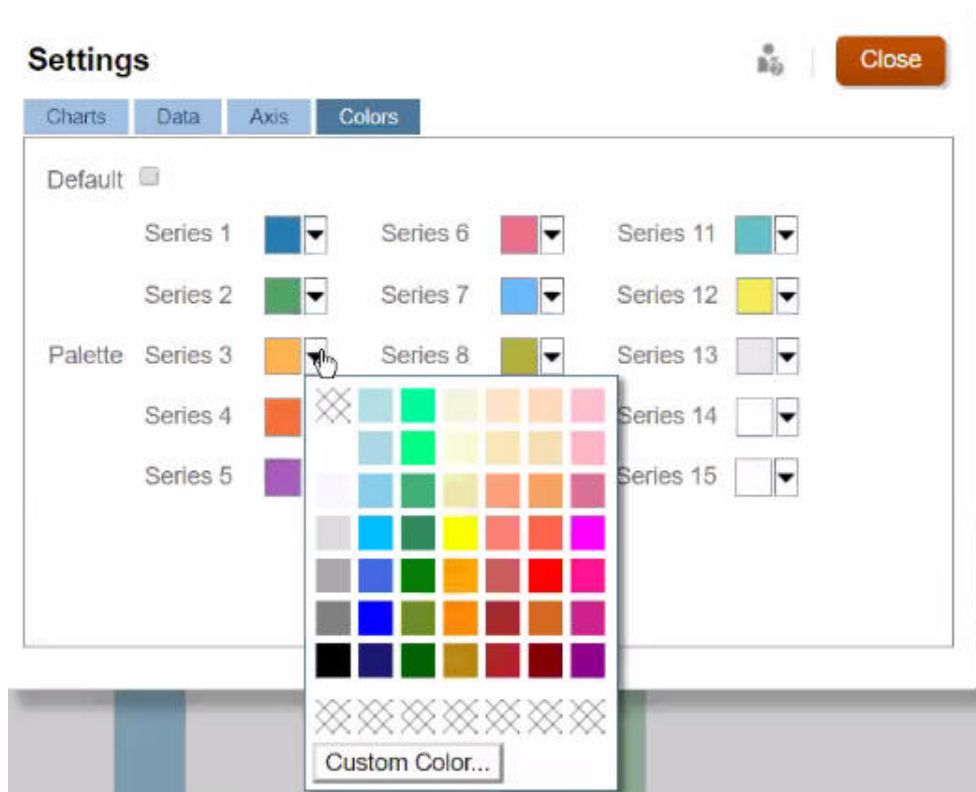 Settings
Close
Charts Data Axis Colors
Default
Series 1 Series 6 Series 11
Series 2 Series 7 Series 12
Palette Series 3 Series 8 Series 13
Series 4 Series 14
Series 5 Series 15
Custom Color...